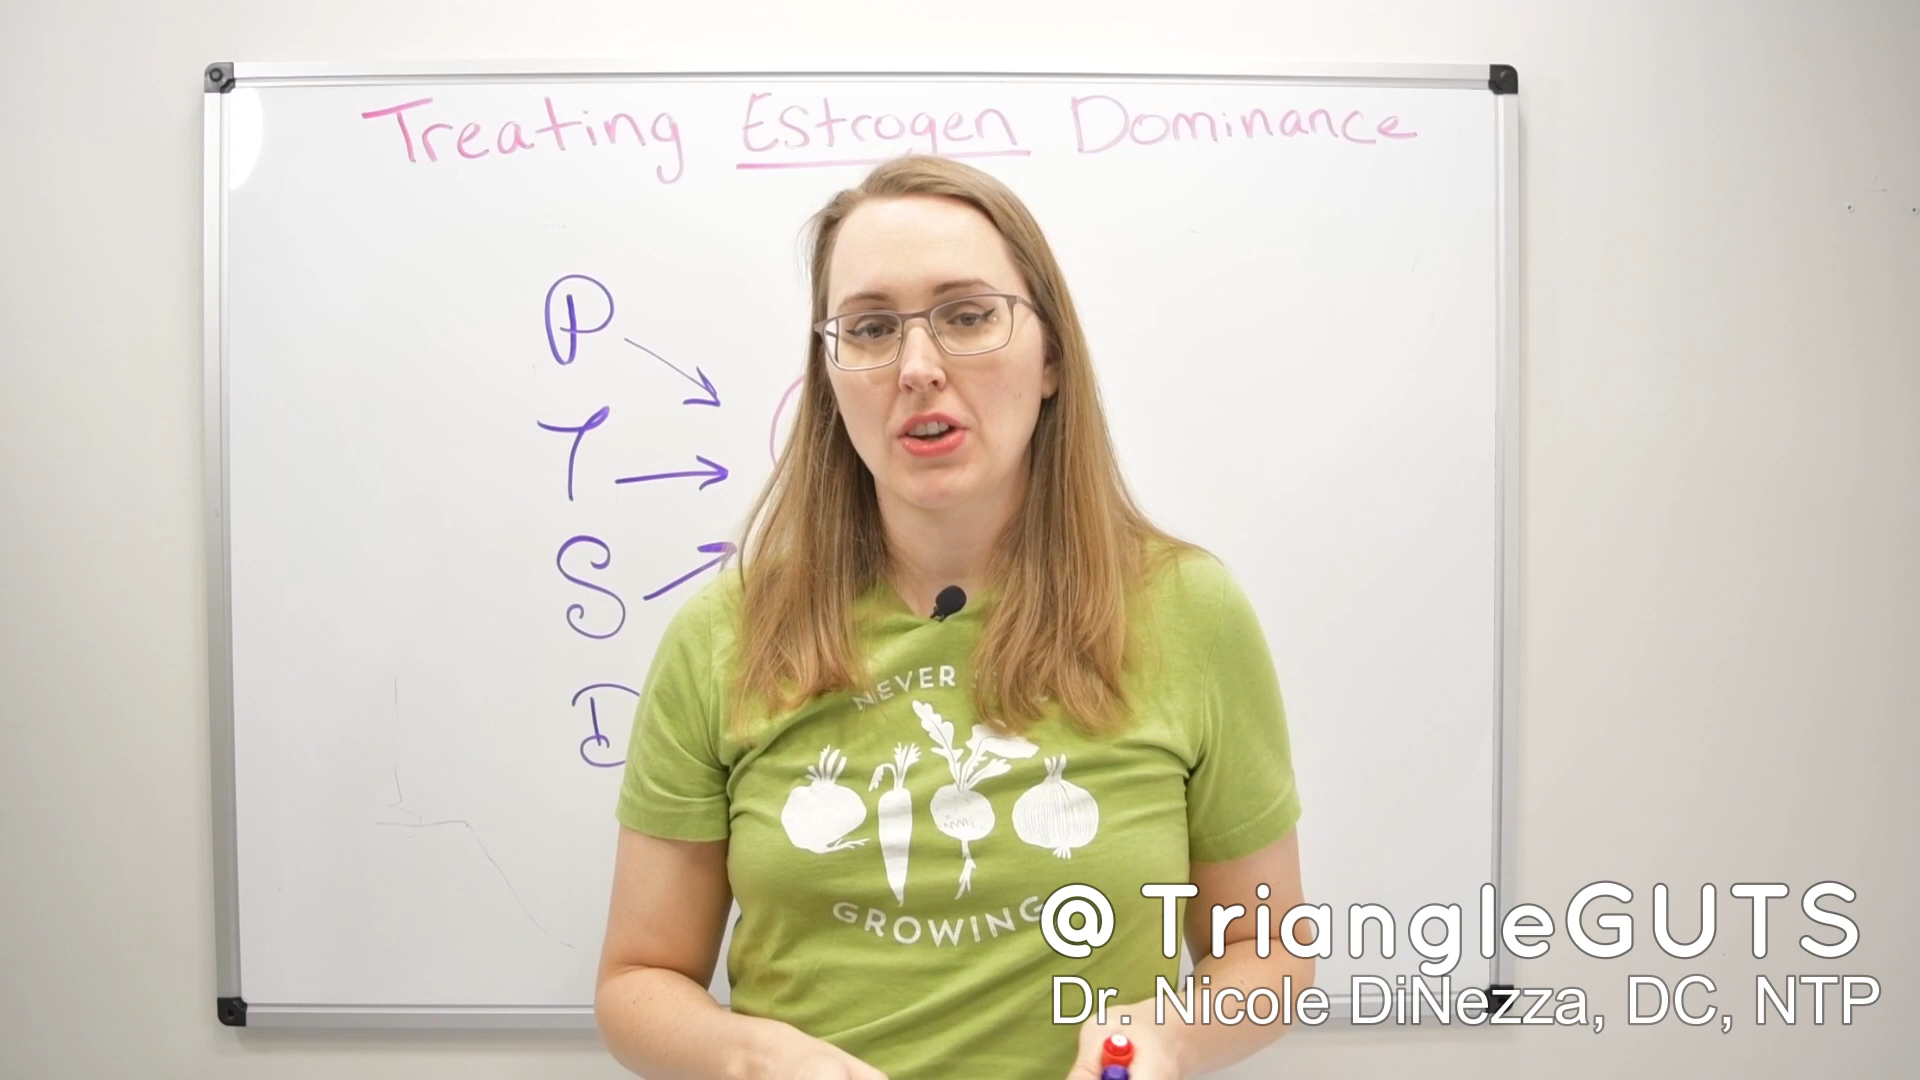 Treating Estrogen Dominance
P
T
S
D
NEVER
GROWING
@ TriangleGUTS
Dr. Nicole DiNezza, DC, NTP